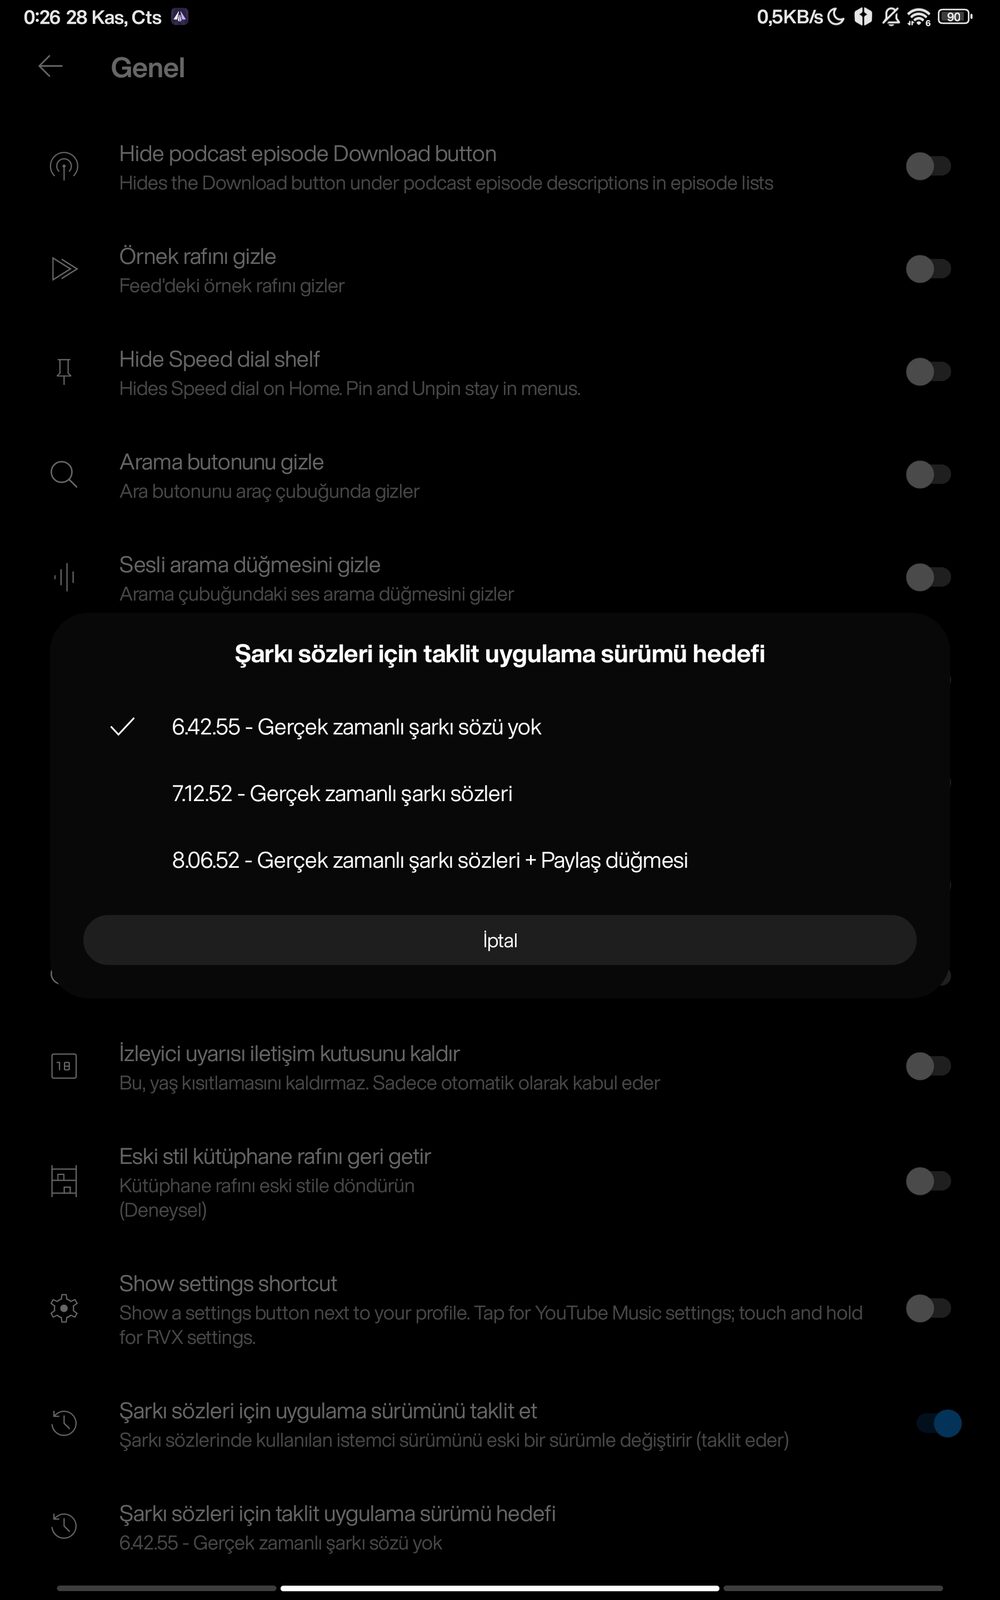 0:26 28 Kas, Cts
0,5KB/s
6
90
Genel
Hide podcast episode Download button
Hides the Download button under podcast episode descriptions in episode lists
Örnek rafını gizle
Feed'deki örnek rafını gizler
Hide Speed dial shelf
Hides Speed dial on Home. Pin and Unpin stay in menus.
Arama butonunu gizle
Ara butonunu araç çubuğunda gizler
Sesli arama düğmesini gizle
Arama çubuğundaki ses arama düğmesini gizler
Şarkı sözleri için taklit uygulama sürümü hedefi
6.42.55 - Gerçek zamanlı şarkı sözü yok
7.12.52 - Gerçek zamanlı şarkı sözleri
8.06.52 - Gerçek zamanlı şarkı sözleri + Paylaş düğmesi
İptal
18
İzleyici uyarısı iletişim kutusunu kaldır
Bu, yaş kısıtlamasını kaldırmaz. Sadece otomatik olarak kabul eder
Eski stil kütüphane rafını geri getir
Kütüphane rafını eski stile döndürün
(Deneysel)
Show settings shortcut
Show a settings button next to your profile. Tap for YouTube Music settings; touch and hold
for RVX settings.
Şarkı sözleri için uygulama sürümünü taklit et
Şarkı sözlerinde kullanılan istemci sürümünü eski bir sürümle değiştirir (taklit eder)
Şarkı sözleri için taklit uygulama sürümü hedefi
6.42.55 - Gerçek zamanlı şarkı sözü yok